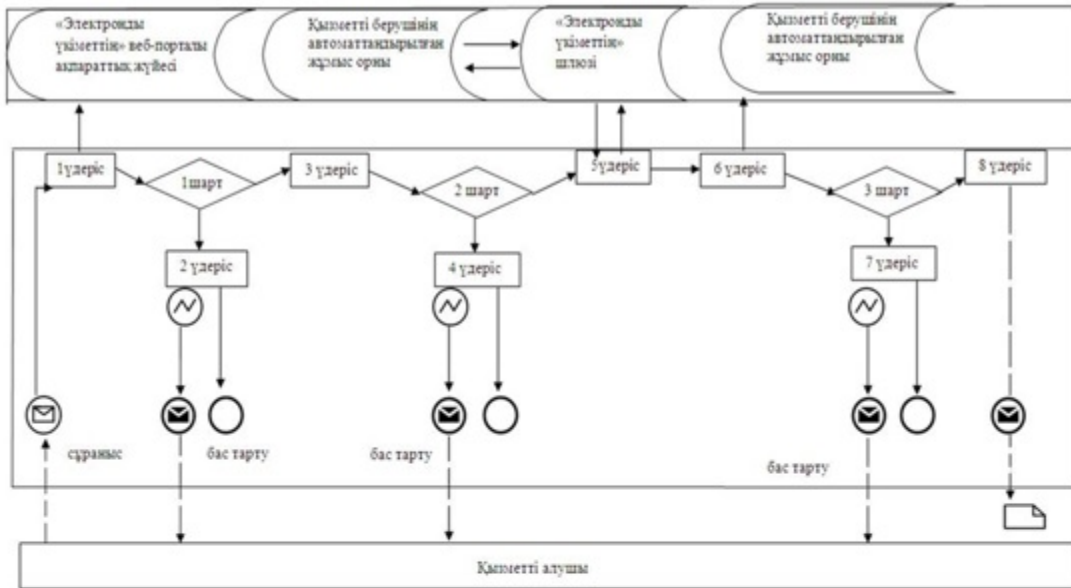 «Электронды
үкіметтің» веб-порталы
ақпараттық жүйесі
Қызметті берушінің
автоматтандырылған
жұмыс орны
«Электронды
үкіметтің»
шлюзі
Қызметті берушінің
автоматтандырылған
жұмыс орны
1үдеріс
1шарт
3 үдеріс
2 шарт
5үдеріс
6 үдеріс
3 шарт
8 үдеріс
2 үдеріс
4 үдеріс
7 үдеріс
сұраныс
бас тарту
бас тарту
бас тарту
Қызметті алушы